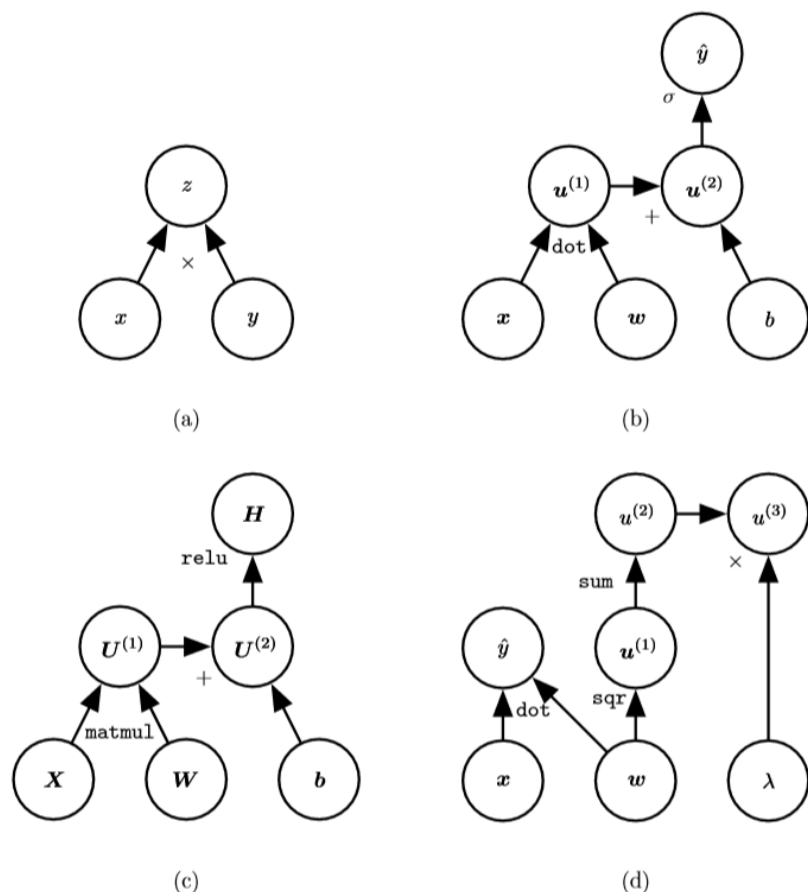 z
×
x y
(a)
ŷ
σ
u^(1) u^(2)
+
dot
x w b
(b)
H
relu
U^(1) U^(2)
+
matmul
X W b
(c)
u^(2) u^(3)
×
sum
ŷ u^(1)
dot sqr
x w λ
(d)